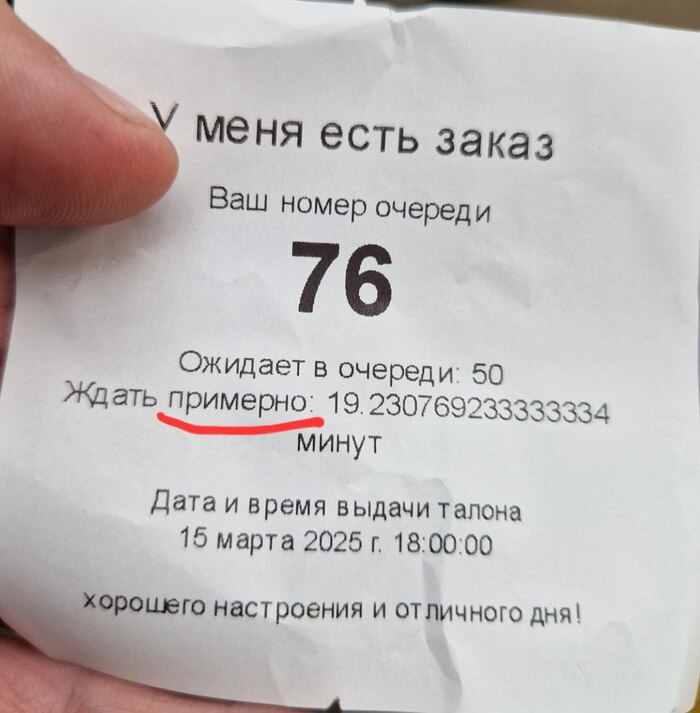 У меня есть заказ
Ваш номер очереди
76
Ожидает в очереди: 50
Ждать примерно: 19.230769233333334
минут
Дата и время выдачи талона
15 марта 2025 г. 18:00:00
хорошего настроения и отличного дня!